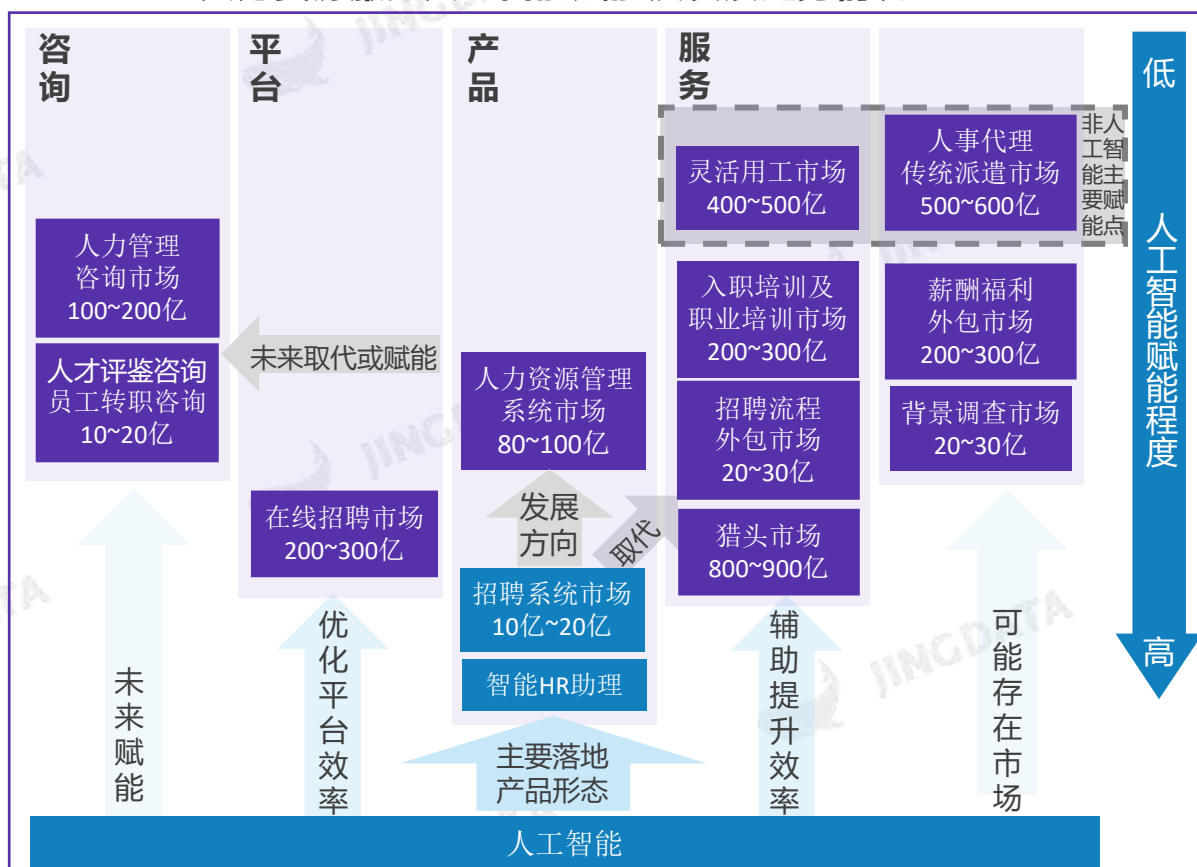 咨询
平台
产品
服务
低
人工智能赋能程度
高
非人工智能主要赋能点
灵活用工市场
400~500亿
人事代理
传统派遣市场
500~600亿
人力管理
咨询市场
100~200亿
人才评鉴咨询
员工转职咨询
10~20亿
未来取代或赋能
人力资源管理
系统市场
80~100亿
入职培训及
职业培训市场
200~300亿
薪酬福利
外包市场
200~300亿
招聘流程
外包市场
20~30亿
背景调查市场
20~30亿
在线招聘市场
200~300亿
发展
方向
取代
猎头市场
800~900亿
招聘系统市场
10亿~20亿
智能HR助理
未来赋能
优化平台效率
主要落地
产品形态
辅助提升效率
可能存在市场
人工智能
JINGDATA
JINGDATA